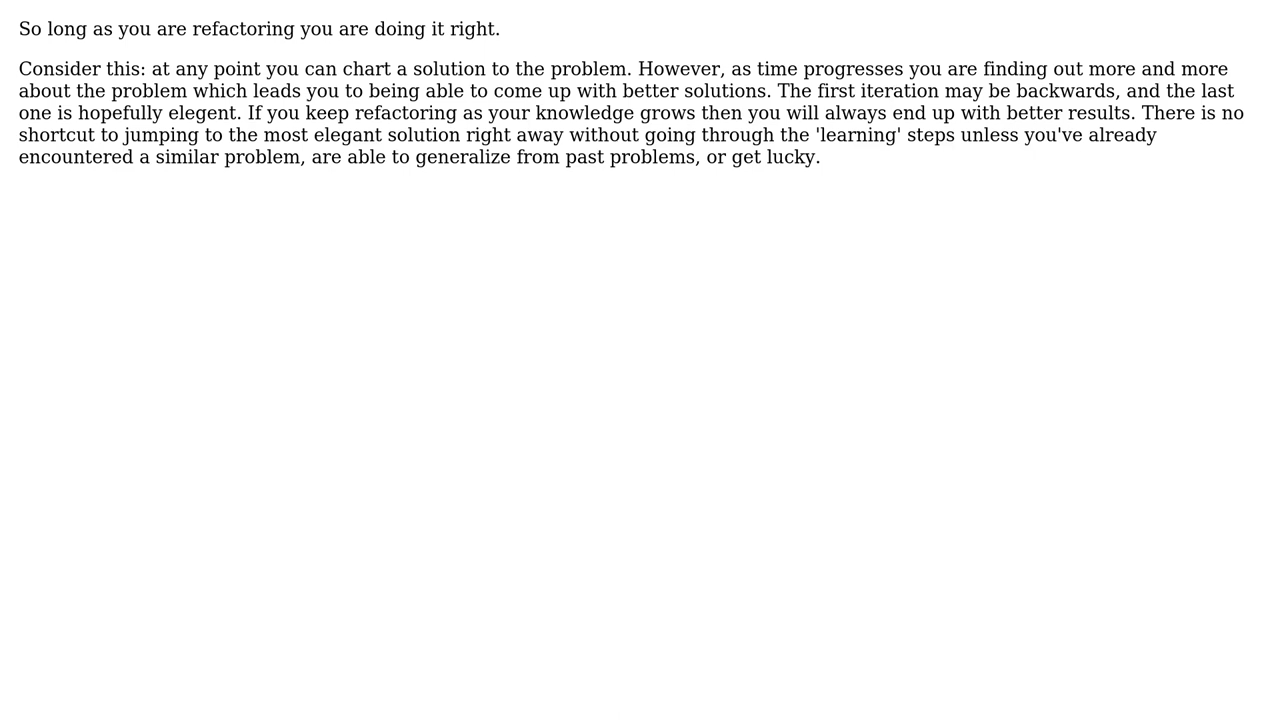 So long as you are refactoring you are doing it right.
Consider this: at any point you can chart a solution to the problem. However, as time progresses you are finding out more and more
about the problem which leads you to being able to come up with better solutions. The first iteration may be backwards, and the last
one is hopefully elegent. If you keep refactoring as your knowledge grows then you will always end up with better results. There is no
shortcut to jumping to the most elegant solution right away without going through the 'learning' steps unless you've already
encountered a similar problem, are able to generalize from past problems, or get lucky.